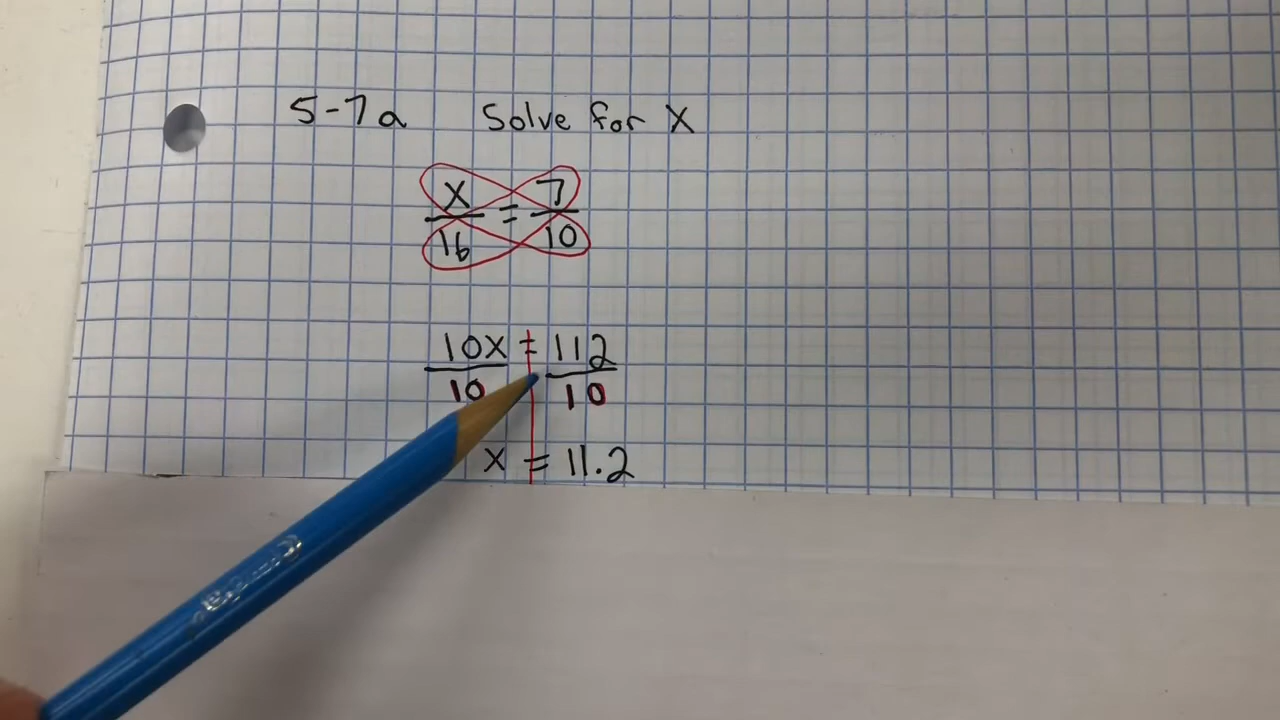 5-7a Solve for X
x/16 = 7/10
10x/10 = 112/10
x = 11.2